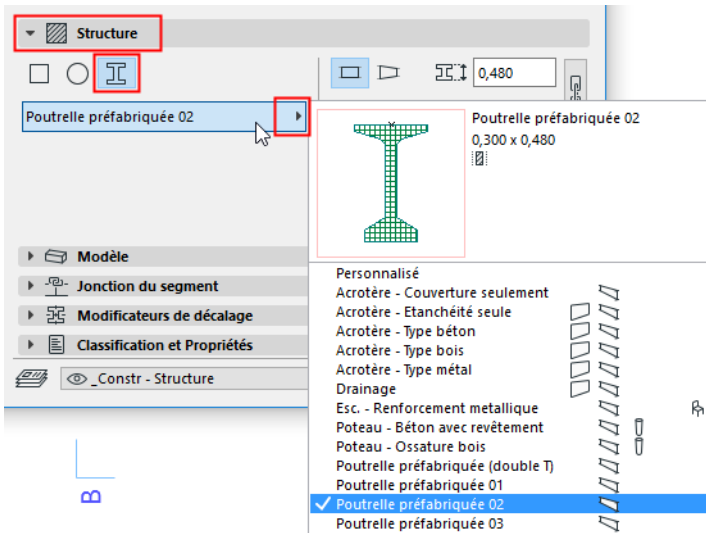 Structure
0,480
Poutrelle préfabriquée 02
Poutrelle préfabriquée 02
0,300 x 0,480
Modèle
Jonction du segment
Modificateurs de décalage
Classification et Propriétés
_Constr - Structure
B
Personnalisé
Acrotère - Couverture seulement
Acrotère - Etanchéité seule
Acrotère - Type béton
Acrotère - Type bois
Acrotère - Type métal
Drainage
Esc. - Renforcement metallique
Poteau - Béton avec revêtement
Poteau - Ossature bois
Poutrelle préfabriquée (double T)
Poutrelle préfabriquée 01
Poutrelle préfabriquée 02
Poutrelle préfabriquée 03